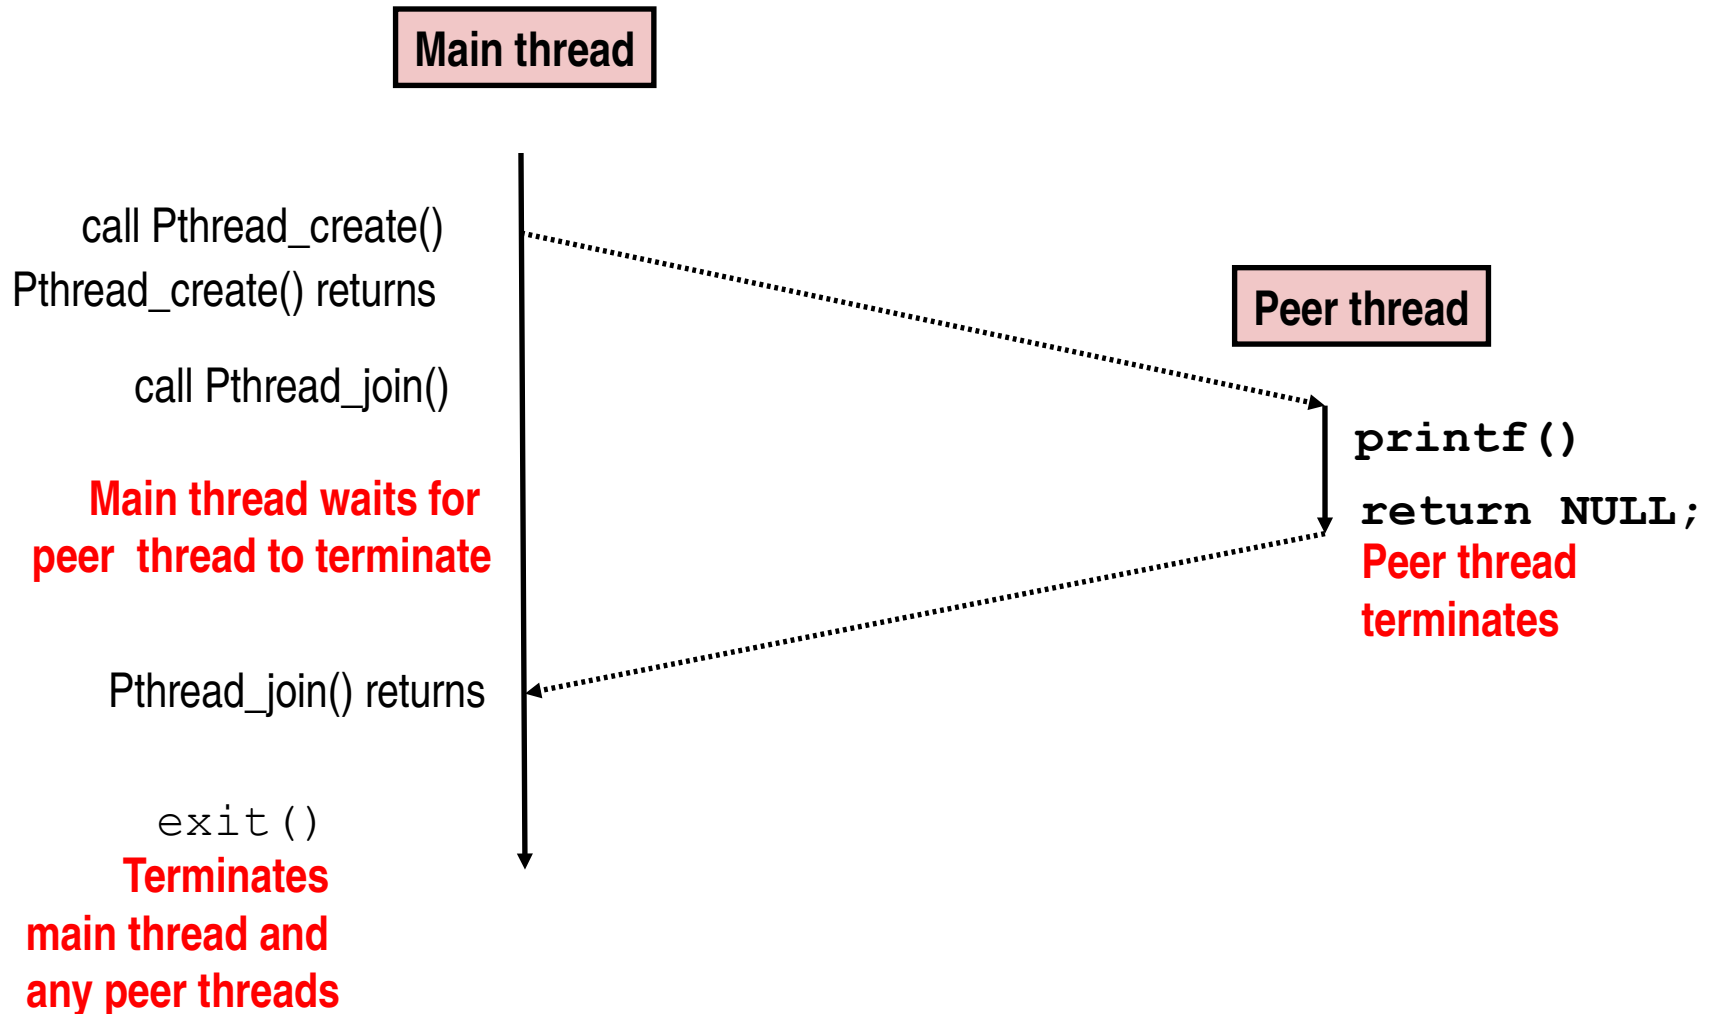 Main thread
call Pthread_create()
Pthread_create() returns
Peer thread
call Pthread_join()
printf()
Main thread waits for
peer thread to terminate
return NULL;
Peer thread
terminates
Pthread_join() returns
exit()
Terminates
main thread and
any peer threads